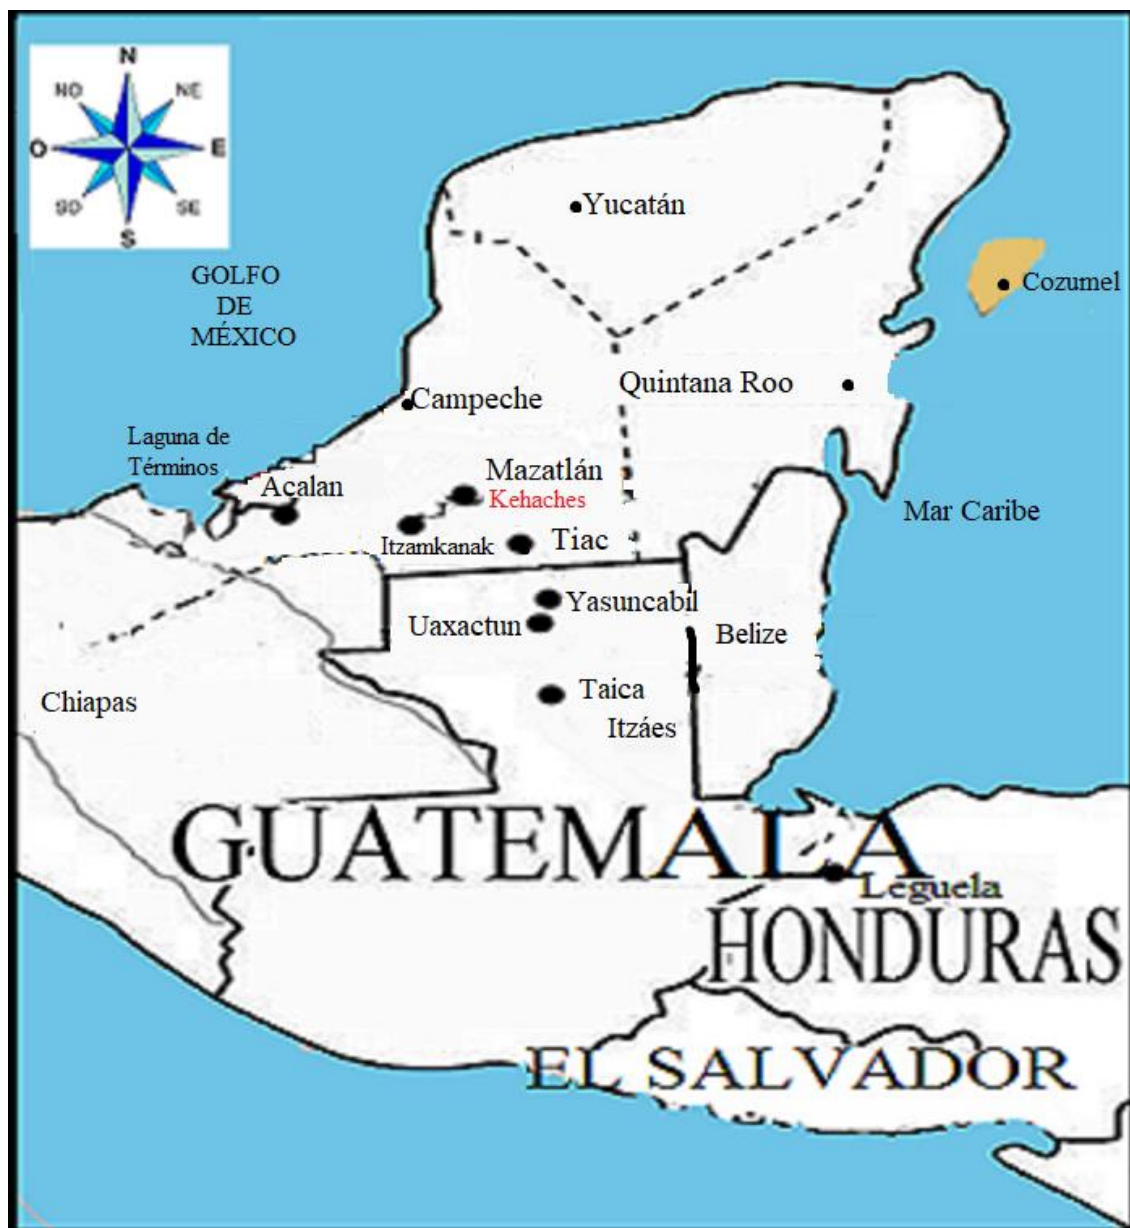 N
NO
NE
O
E
SO
SE
S
Yucatán
GOLFO
DE
MÉXICO
Cozumel
Quintana Roo
Campeche
Laguna de
Términos
Mazatlán
Acalan
Kehaches
Mar Caribe
Itzamkanak
Tiac
Yasuncabil
Uaxactun
Belize
Taica
Chiapas
Itzáes
GUATEMALA
Leguela
HONDURAS
EL SALVADOR